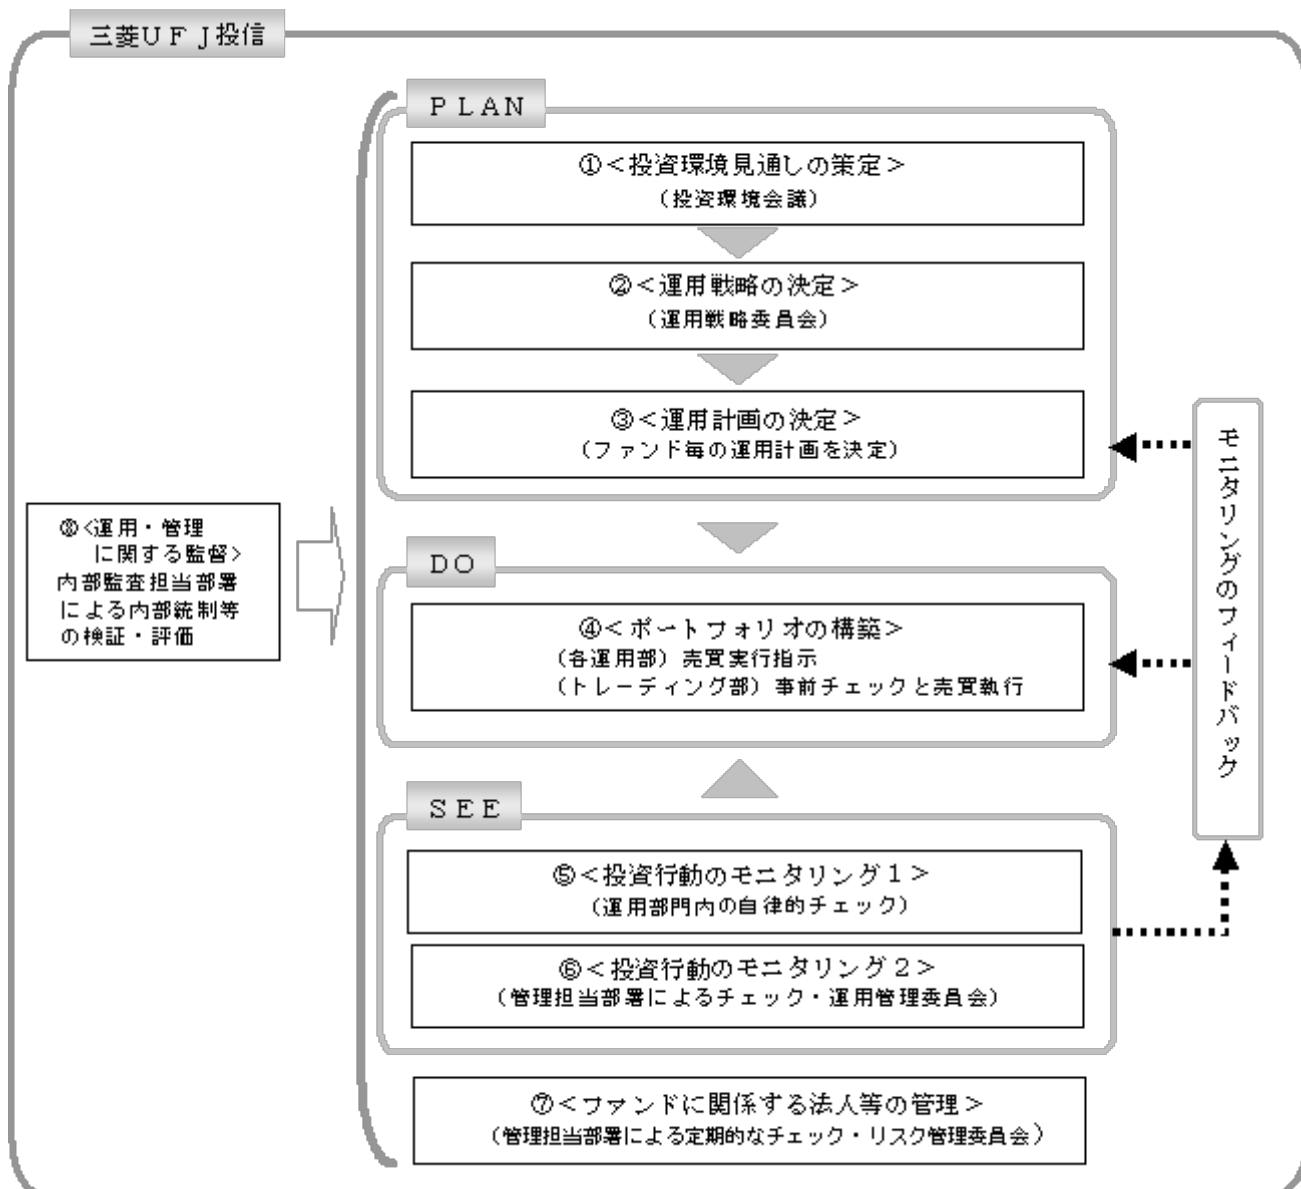 三菱ＵＦＪ投信
ＰＬＡＮ
①＜投資環境見通しの策定＞
（投資環境会議）
②＜運用戦略の決定＞
（運用戦略委員会）
③＜運用計画の決定＞
（ファンド毎の運用計画を決定）
モニタリングのフィードバック
⑧＜運用・管理
に関する監督＞
内部監査担当部署
による内部統制等
の検証・評価
ＤＯ
④＜ポートフォリオの構築＞
（各運用部）売買実行指示
（トレーディング部）事前チェックと売買執行
ＳＥＥ
⑤＜投資行動のモニタリング１＞
（運用部門内の自律的チェック）
⑥＜投資行動のモニタリング２＞
（管理担当部署によるチェック・運用管理委員会）
⑦＜ファンドに関係する法人等の管理＞
（管理担当部署による定期的なチェック・リスク管理委員会）